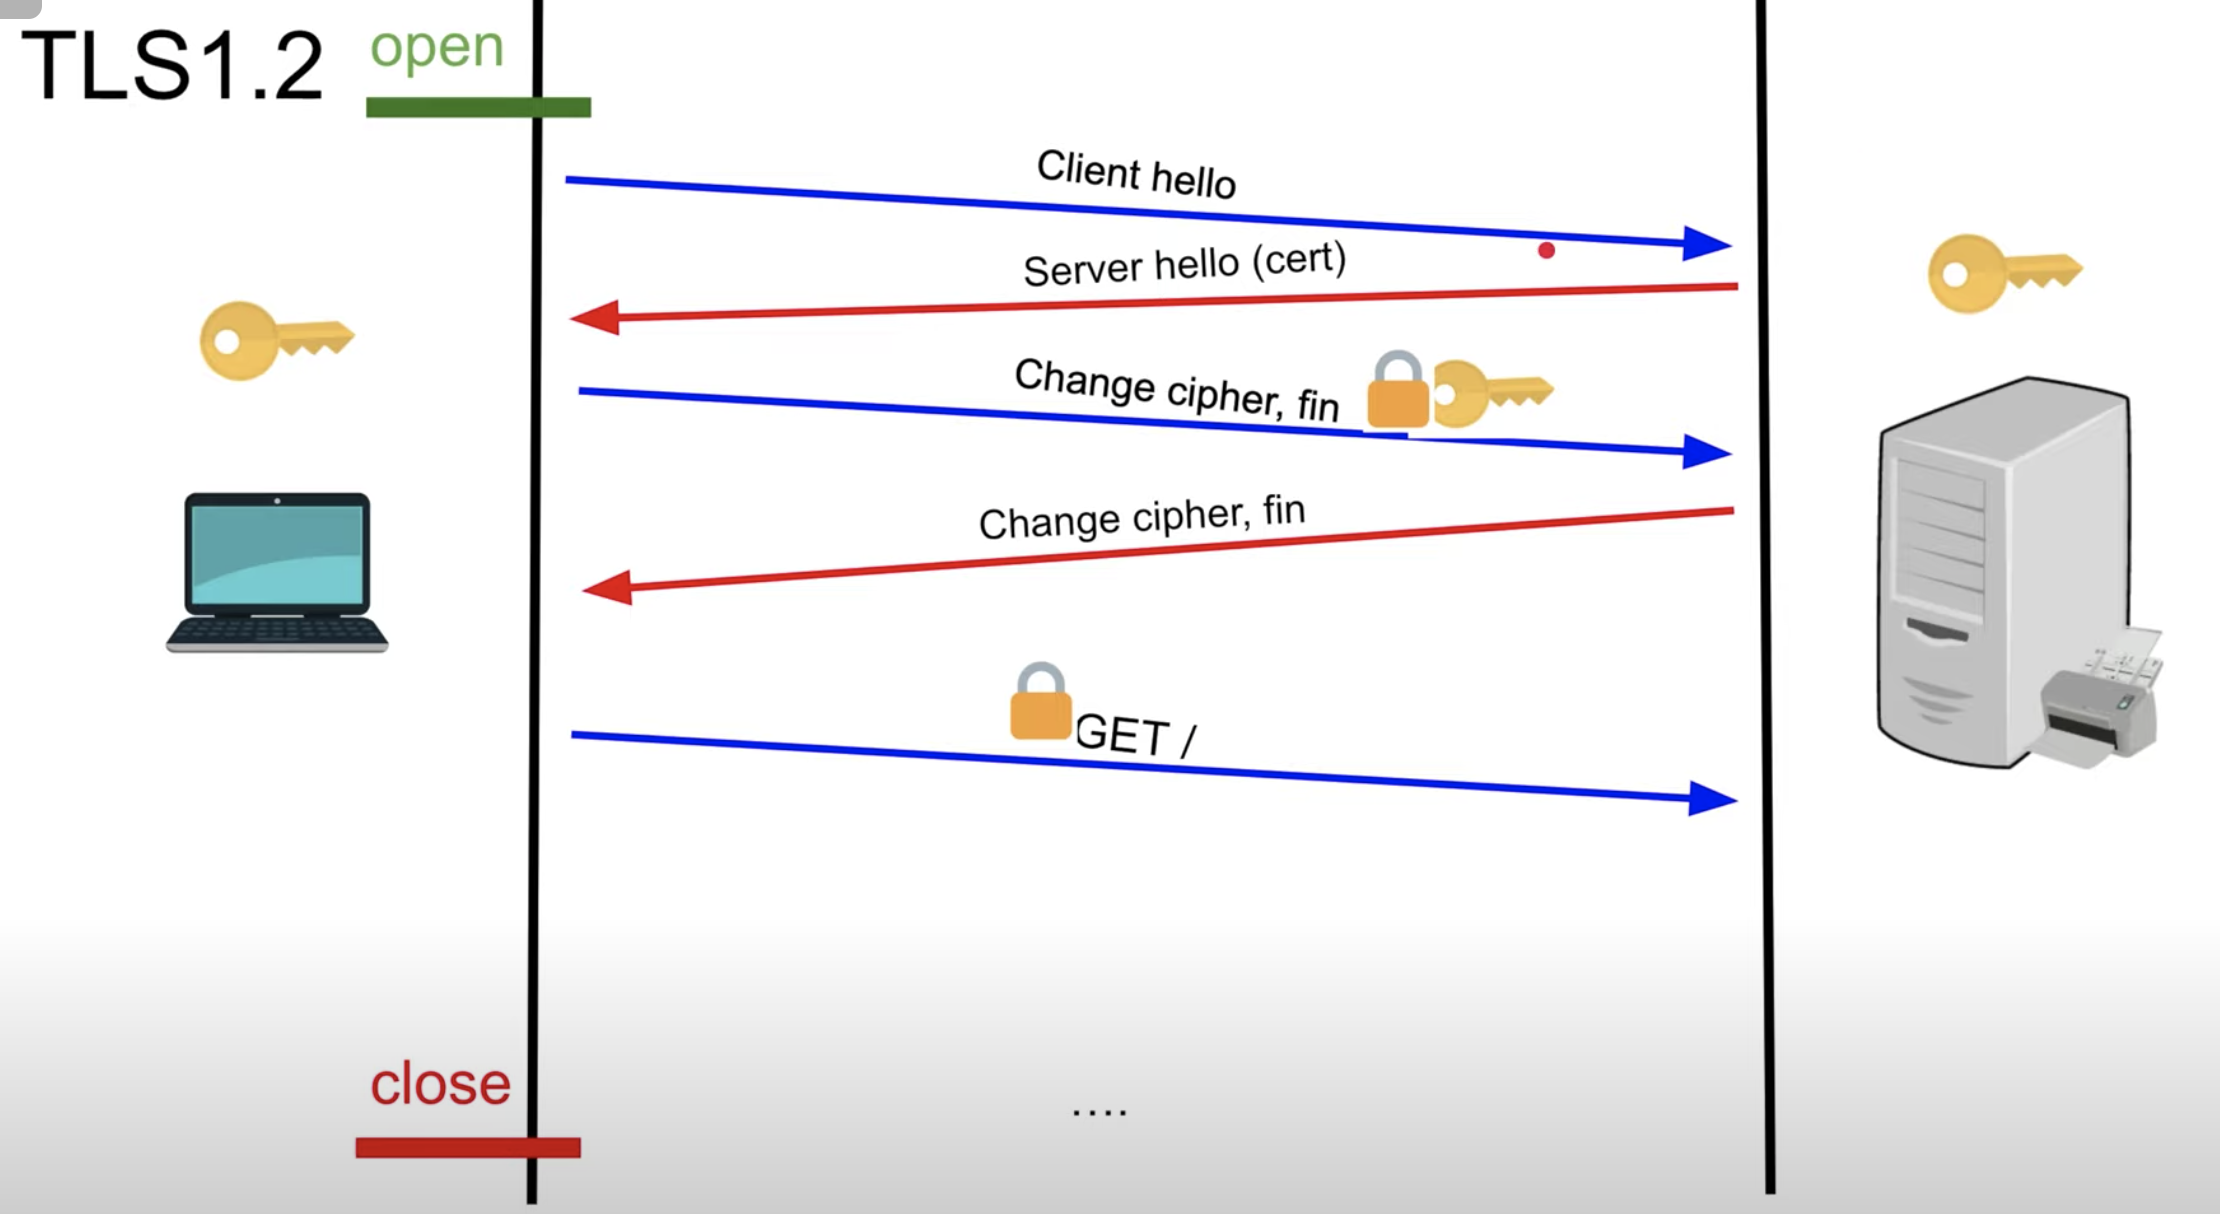 TLS1.2
open
Client hello
Server hello (cert)
Change cipher, fin
Change cipher, fin
GET /
close
....